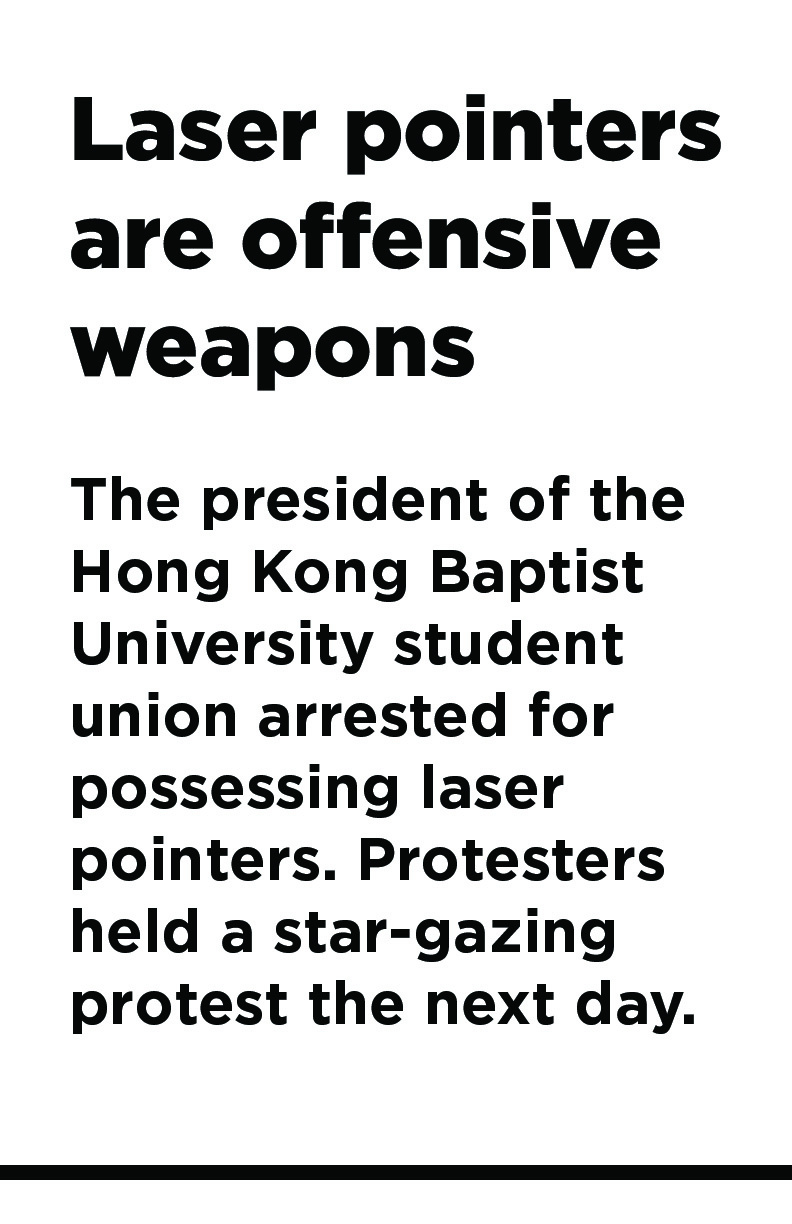 Laser pointers
are offensive
weapons
The president of the
Hong Kong Baptist
University student
union arrested for
possessing laser
pointers. Protesters
held a star-gazing
protest the next day.